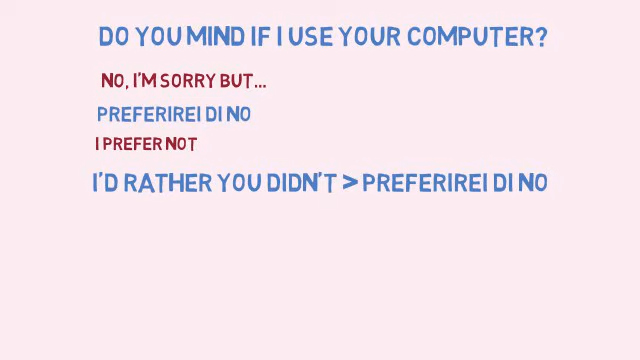 DO YOU MIND IF I USE YOUR COMPUTER?
NO, I'M SORRY BUT...
PREFERIREI DI NO
I PREFER NOT
I'D RATHER YOU DIDN'T > PREFERIREI DI NO